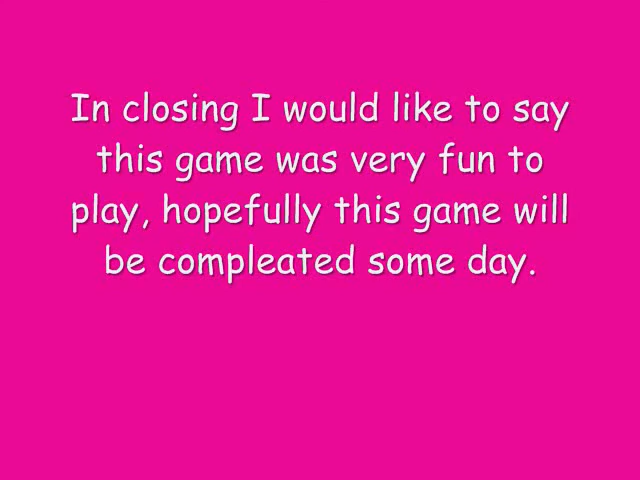 In closing I would like to say
this game was very fun to
play, hopefully this game will
be compleated some day.